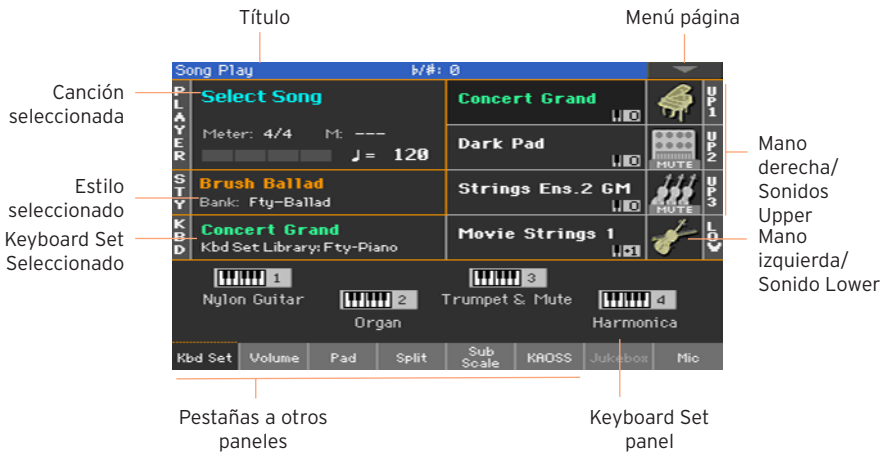 Título
Menú página
Canción
seleccionada
Estilo
seleccionado
Keyboard Set
Seleccionado
Song Play
b/#: 0
PLAYER
Select Song
Meter: 4/4 M: ---
♩= 120
STY
Brush Ballad
Bank: Fty-Ballad
KBD
Concert Grand
Kbd Set Library: Fty-Piano
Concert Grand
0
UP1
Dark Pad
0
MUTE
UP2
Strings Ens.2 GM
0
MUTE
UP3
Movie Strings 1
+1
LOW
1
Nylon Guitar
2
Organ
3
Trumpet & Mute
4
Harmonica
Kbd Set
Volume
Pad
Split
Sub
Scale
KAOSS
Jukebox
Mic
Mano
derecha/
Sonidos
Upper
Mano
izquierda/
Sonido Lower
Pestañas a otros
paneles
Keyboard Set
panel